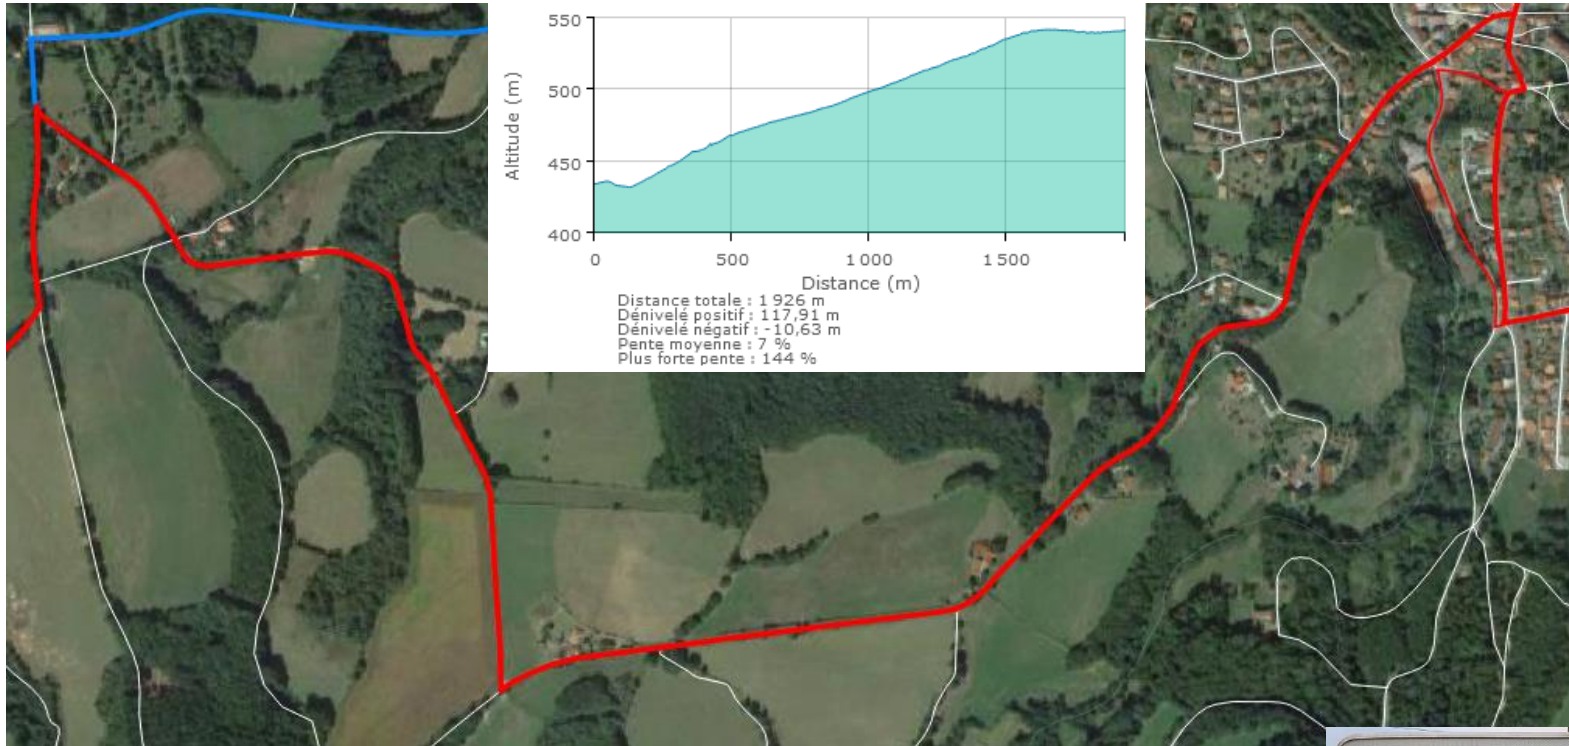 550
500
450
400
Altitude (m)
0 500 1 000 1 500
Distance (m)
Distance totale : 1 926 m
Dénivelé positif : 117,91 m
Dénivelé négatif : -10,63 m
Pente moyenne : 7 %
Plus forte pente : 144 %